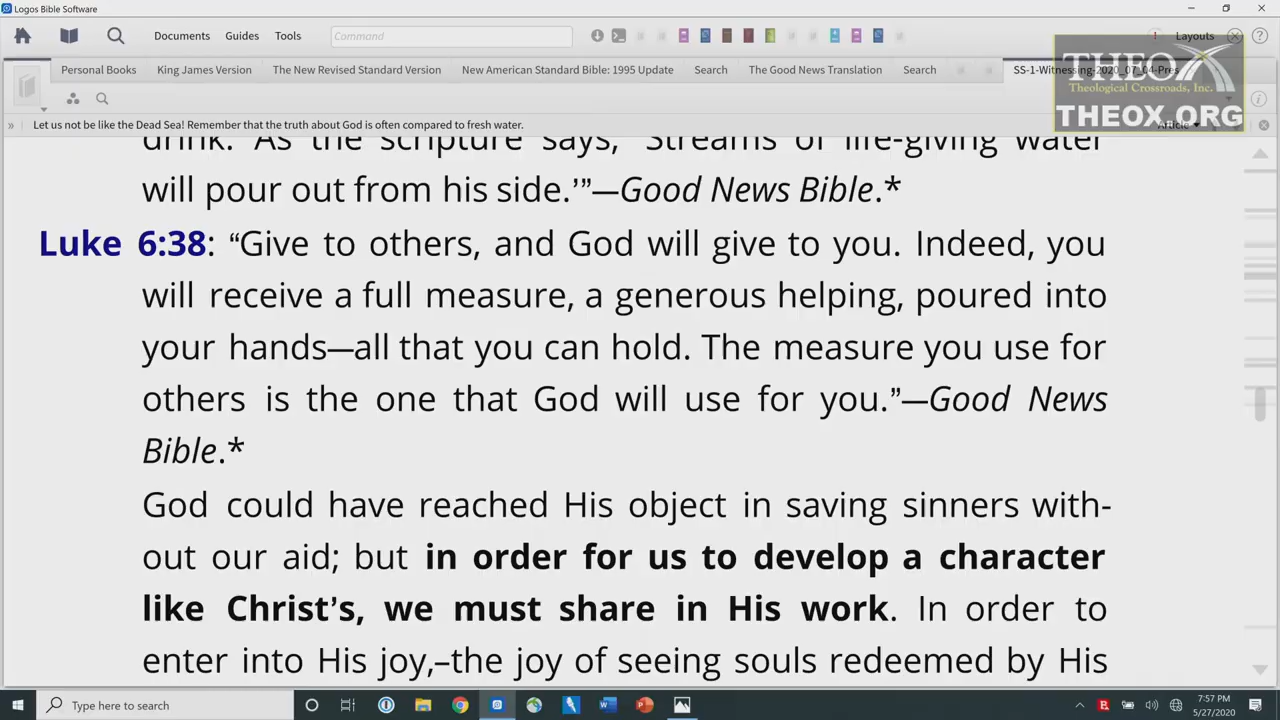 Logos Bible Software
Documents Guides Tools Command Layouts
Personal Books King James Version The New Revised New American Standard Bible: 1995 Update Search The Good News Translation Search SS-1-Witnessing-2020_07_04-Pres
THEOX
Theological Crossroads, Inc.
THEOX.ORG
» Let us not be like the Dead Sea! Remember that the truth about God is often compared to fresh water. Article
drink. As the scripture says, ‘Streams of life-giving water
will pour out from his side.’”—Good News Bible.*
Luke 6:38: “Give to others, and God will give to you. Indeed, you
will receive a full measure, a generous helping, poured into
your hands—all that you can hold. The measure you use for
others is the one that God will use for you.”—Good News
Bible.*
God could have reached His object in saving sinners with-
out our aid; but in order for us to develop a character
like Christ’s, we must share in His work. In order to
enter into His joy,–the joy of seeing souls redeemed by His
Type here to search
7:57 PM
5/27/2020